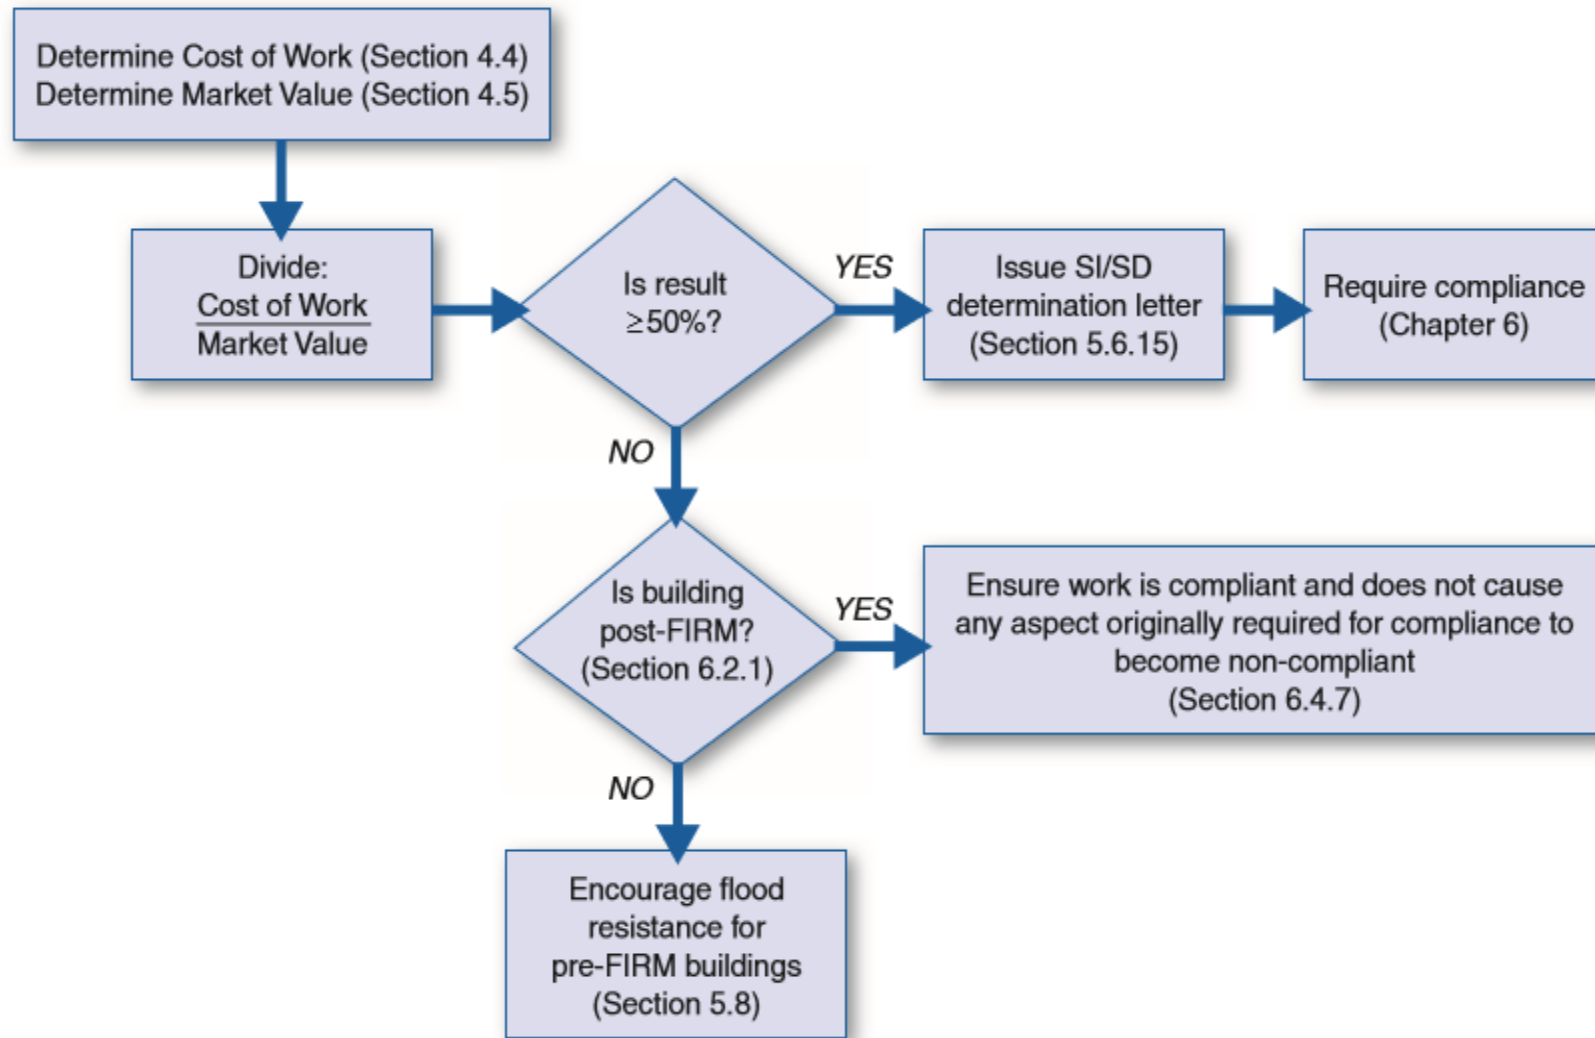 Determine Cost of Work (Section 4.4)
Determine Market Value (Section 4.5)
Divide:
Cost of Work
Market Value
Is result
≥50%?
YES
Issue SI/SD
determination letter
(Section 5.6.15)
Require compliance
(Chapter 6)
NO
Is building
post-FIRM?
(Section 6.2.1)
YES
Ensure work is compliant and does not cause
any aspect originally required for compliance to
become non-compliant
(Section 6.4.7)
NO
Encourage flood
resistance for
pre-FIRM buildings
(Section 5.8)